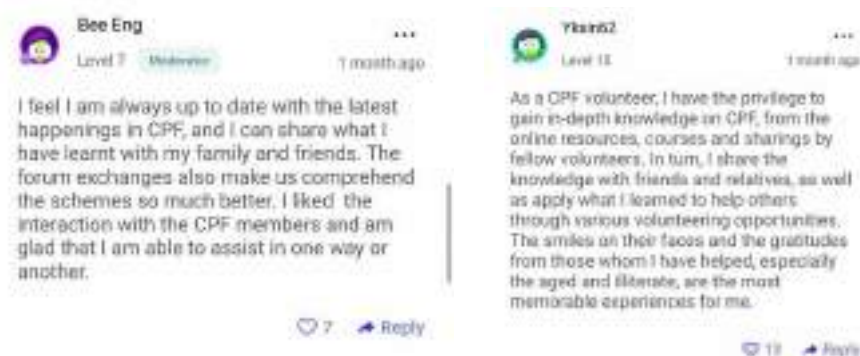 Bee Eng
Level 7 Moderator
1 month ago
I feel I am always up to date with the latest
happenings in CPF, and I can share what I
have learnt with my family and friends. The
forum exchanges also make us comprehend
the schemes so much better. I liked the
interaction with the CPF members and am
glad that I am able to assist in one way or
another.
7 Reply
Level
1 month ago
As a CPF volunteer, I have the privilege to
gain in-depth knowledge on CPF, from the
online resources, courses and sharings by
fellow volunteers. In turn, I share the
knowledge with friends and relatives, as well
as apply what I learned to help others
through various volunteering opportunities.
The smiles on their faces and the gratitudes
from those whom I have helped, especially
the aged and illiterate, are the most
memorable experiences for me.
Reply